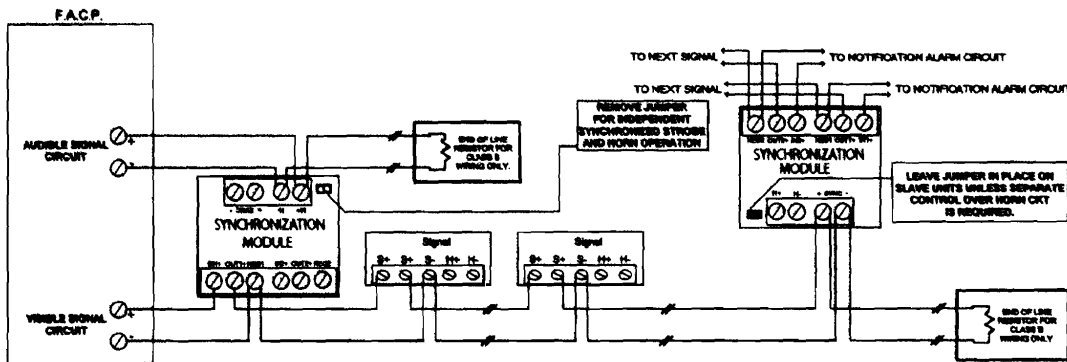 F.A.C.P.
AUDIBLE SIGNAL
CIRCUIT
+
-
END OF LINE
RESISTOR FOR
CLASS B
WIRING ONLY.
REMOVE JUMPER
FOR INDEPENDENT
SYNCHRONIZED STROBE
AND HORN OPERATION
- SYNC + -H +H
SYNCHRONIZATION
MODULE
TO NEXT SIGNAL
TO NOTIFICATION ALARM CIRCUIT
TO NEXT SIGNAL
TO NOTIFICATION ALARM CIRCUIT
SYNCHRONIZATION
MODULE
H+ H- + SYNC -
LEAVE JUMPER IN PLACE ON
SLAVE UNITS UNLESS SEPARATE
CONTROL OVER HORN CKT
IS REQUIRED.
Signal
S+ S+ S- H+ H-
Signal
S+ S+ S- H+ H-
VISIBLE SIGNAL
CIRCUIT
+
-
END OF LINE
RESISTOR FOR
CLASS B
WIRING ONLY